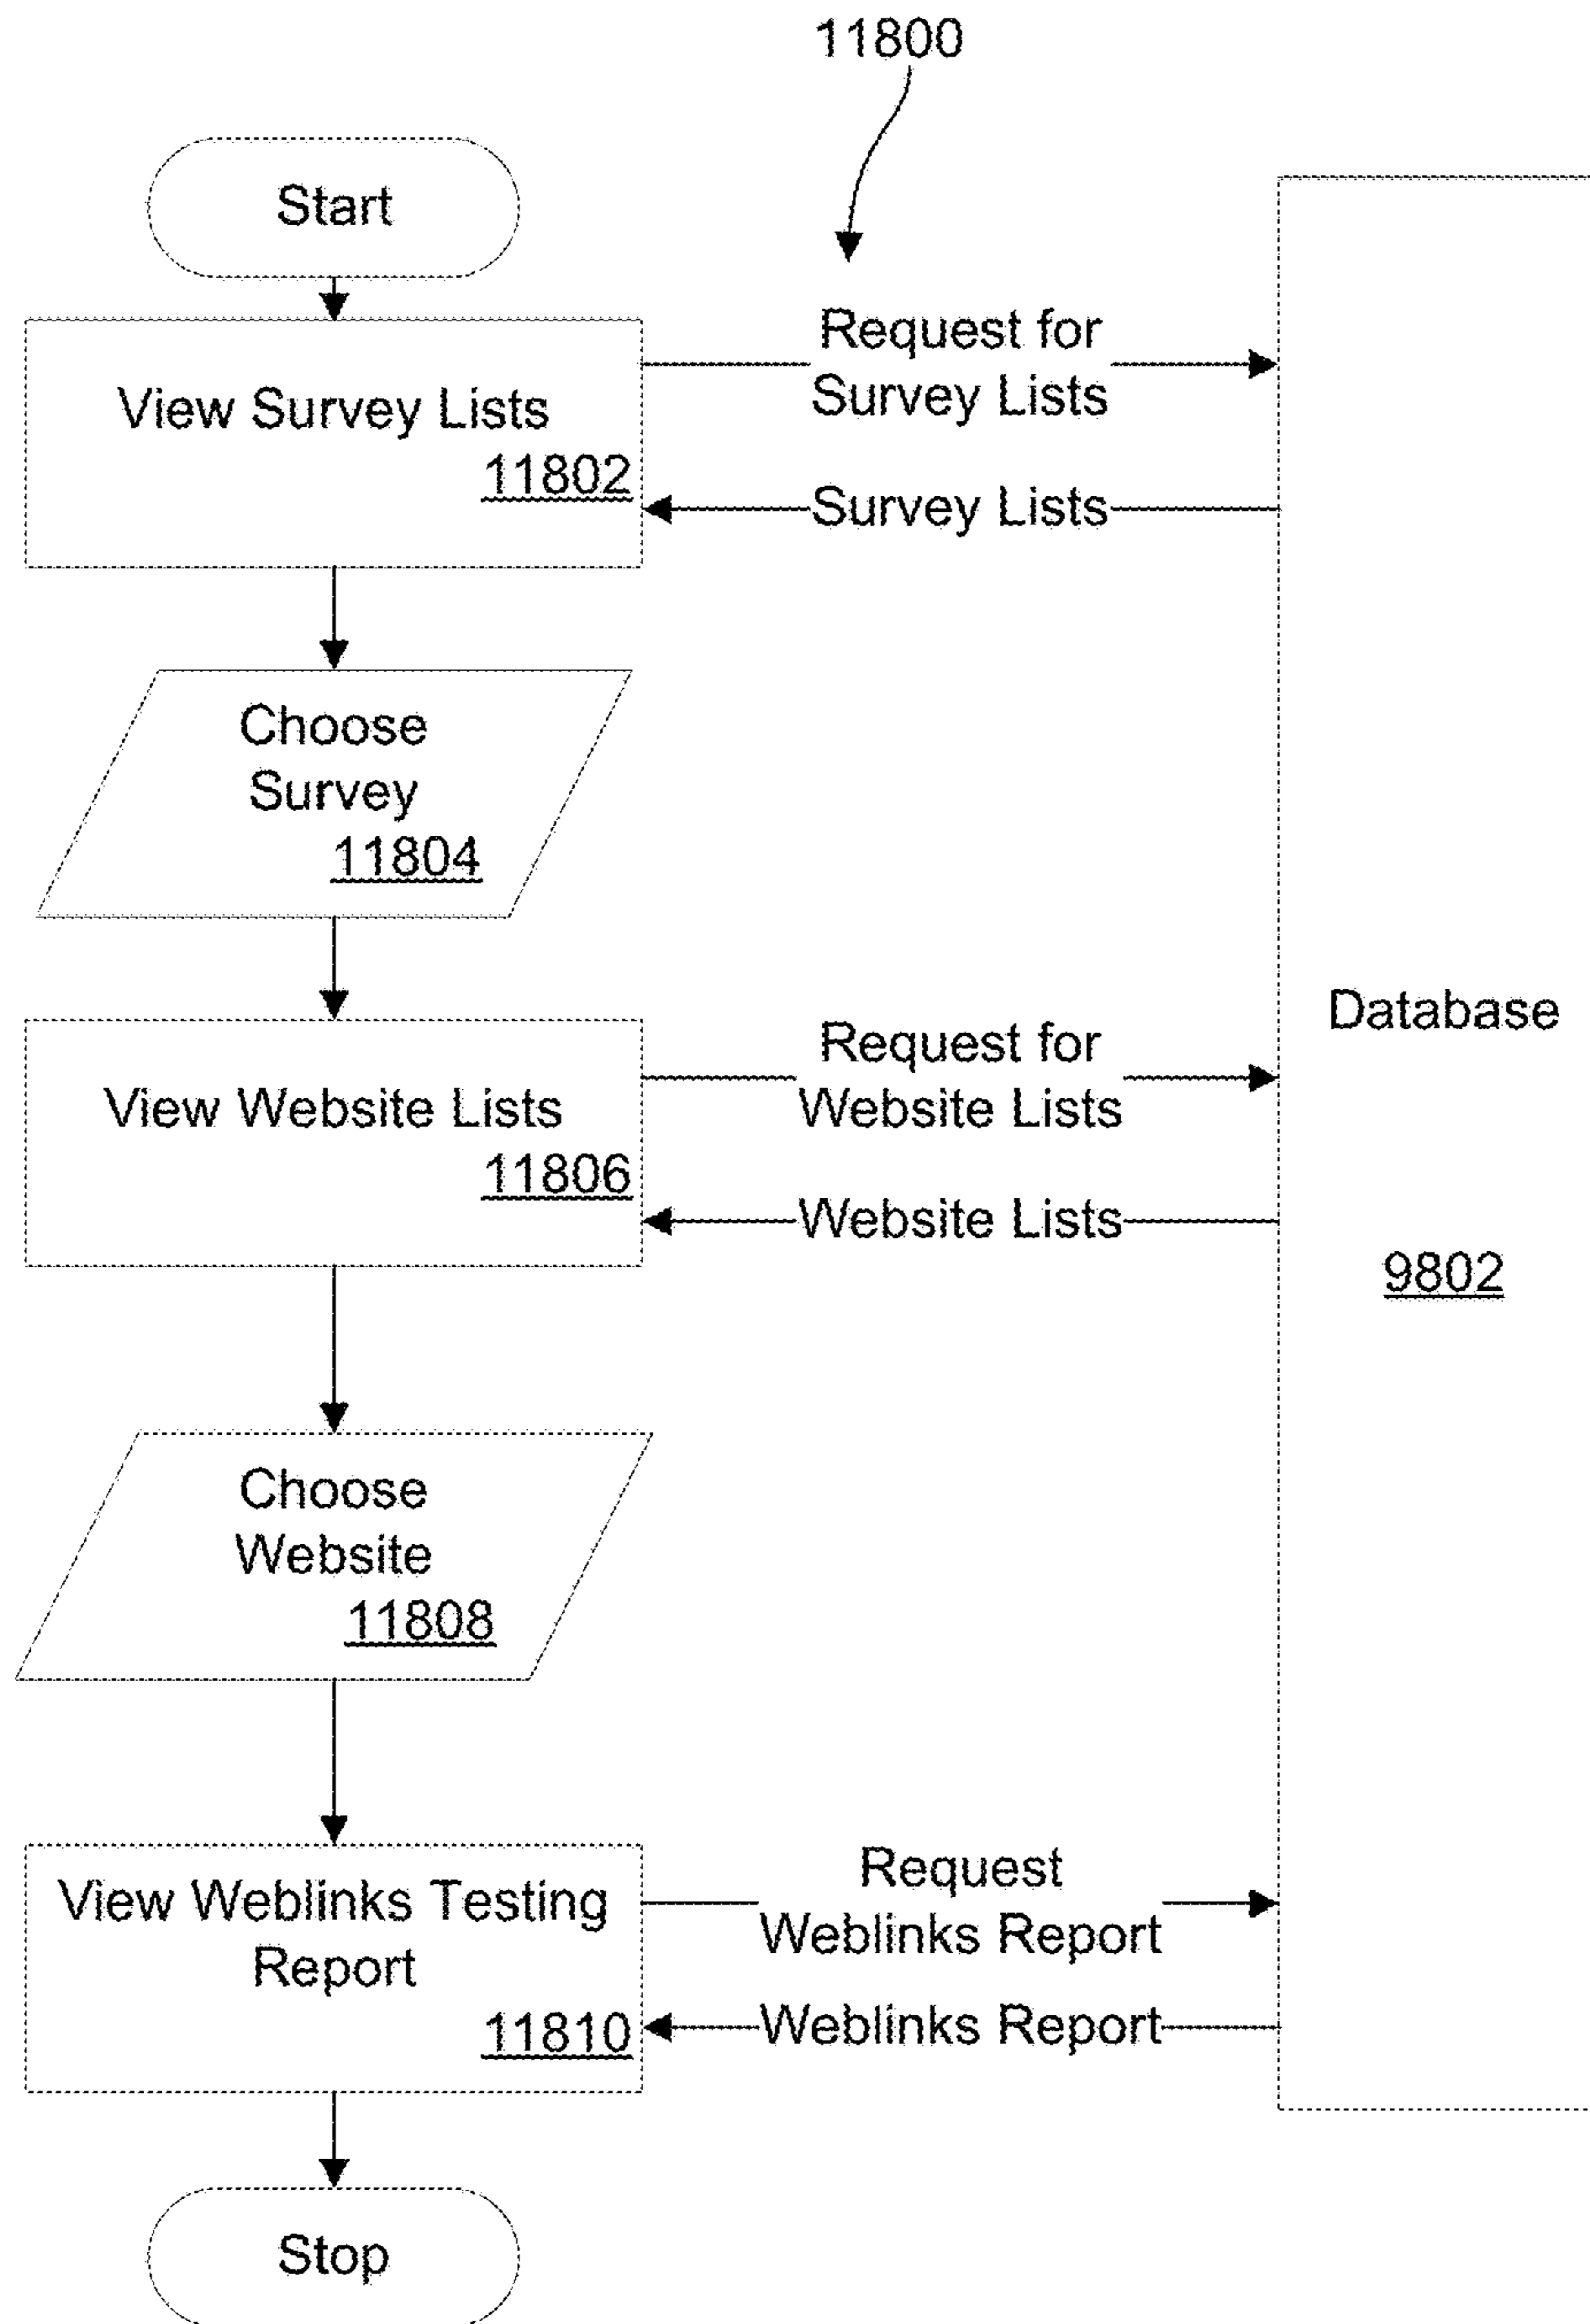 11800
Start
View Survey Lists
11802
Request for
Survey Lists
Survey Lists
Choose
Survey
11804
View Website Lists
11806
Request for
Website Lists
Website Lists
Database
9802
Choose
Website
11808
View Weblinks Testing
Report
11810
Request
Weblinks Report
Weblinks Report
Stop